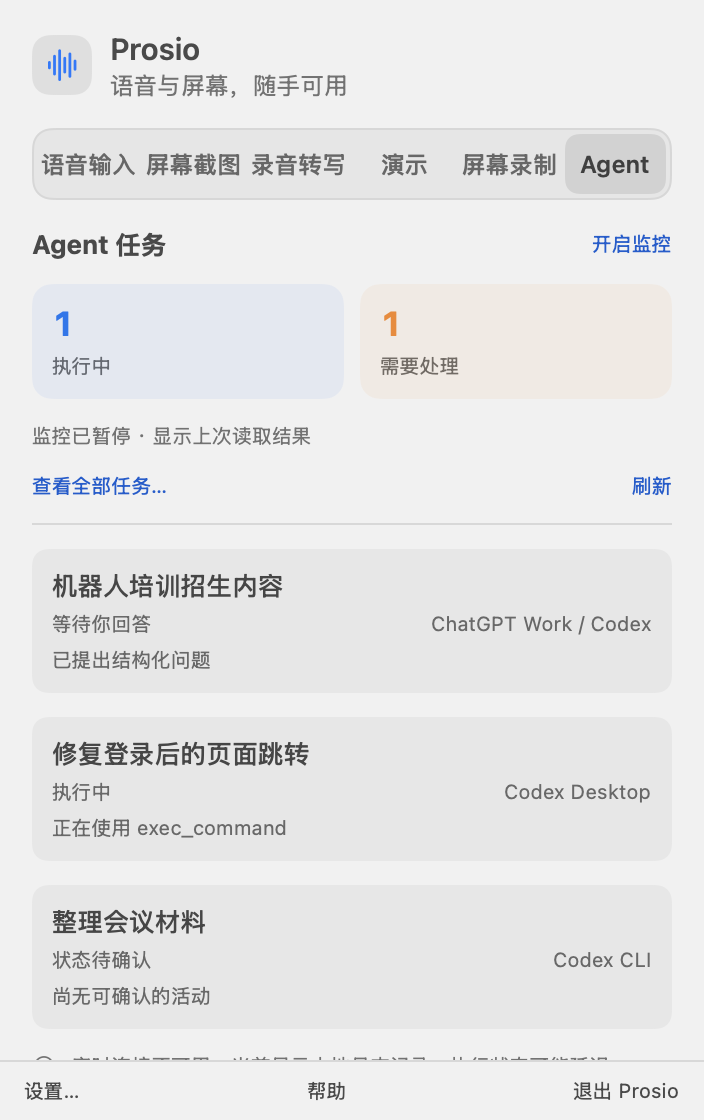 Prosio
语音与屏幕，随手可用
语音输入 屏幕截图 录音转写 演示 屏幕录制 Agent
Agent 任务 开启监控
1 1
执行中 需要处理
监控已暂停 · 显示上次读取结果
查看全部任务... 刷新
机器人培训招生内容
等待你回答 ChatGPT Work / Codex
已提出结构化问题
修复登录后的页面跳转
执行中 Codex Desktop
正在使用 exec_command
整理会议材料
状态待确认 Codex CLI
尚无可确认的活动
设置... 帮助 退出 Prosio